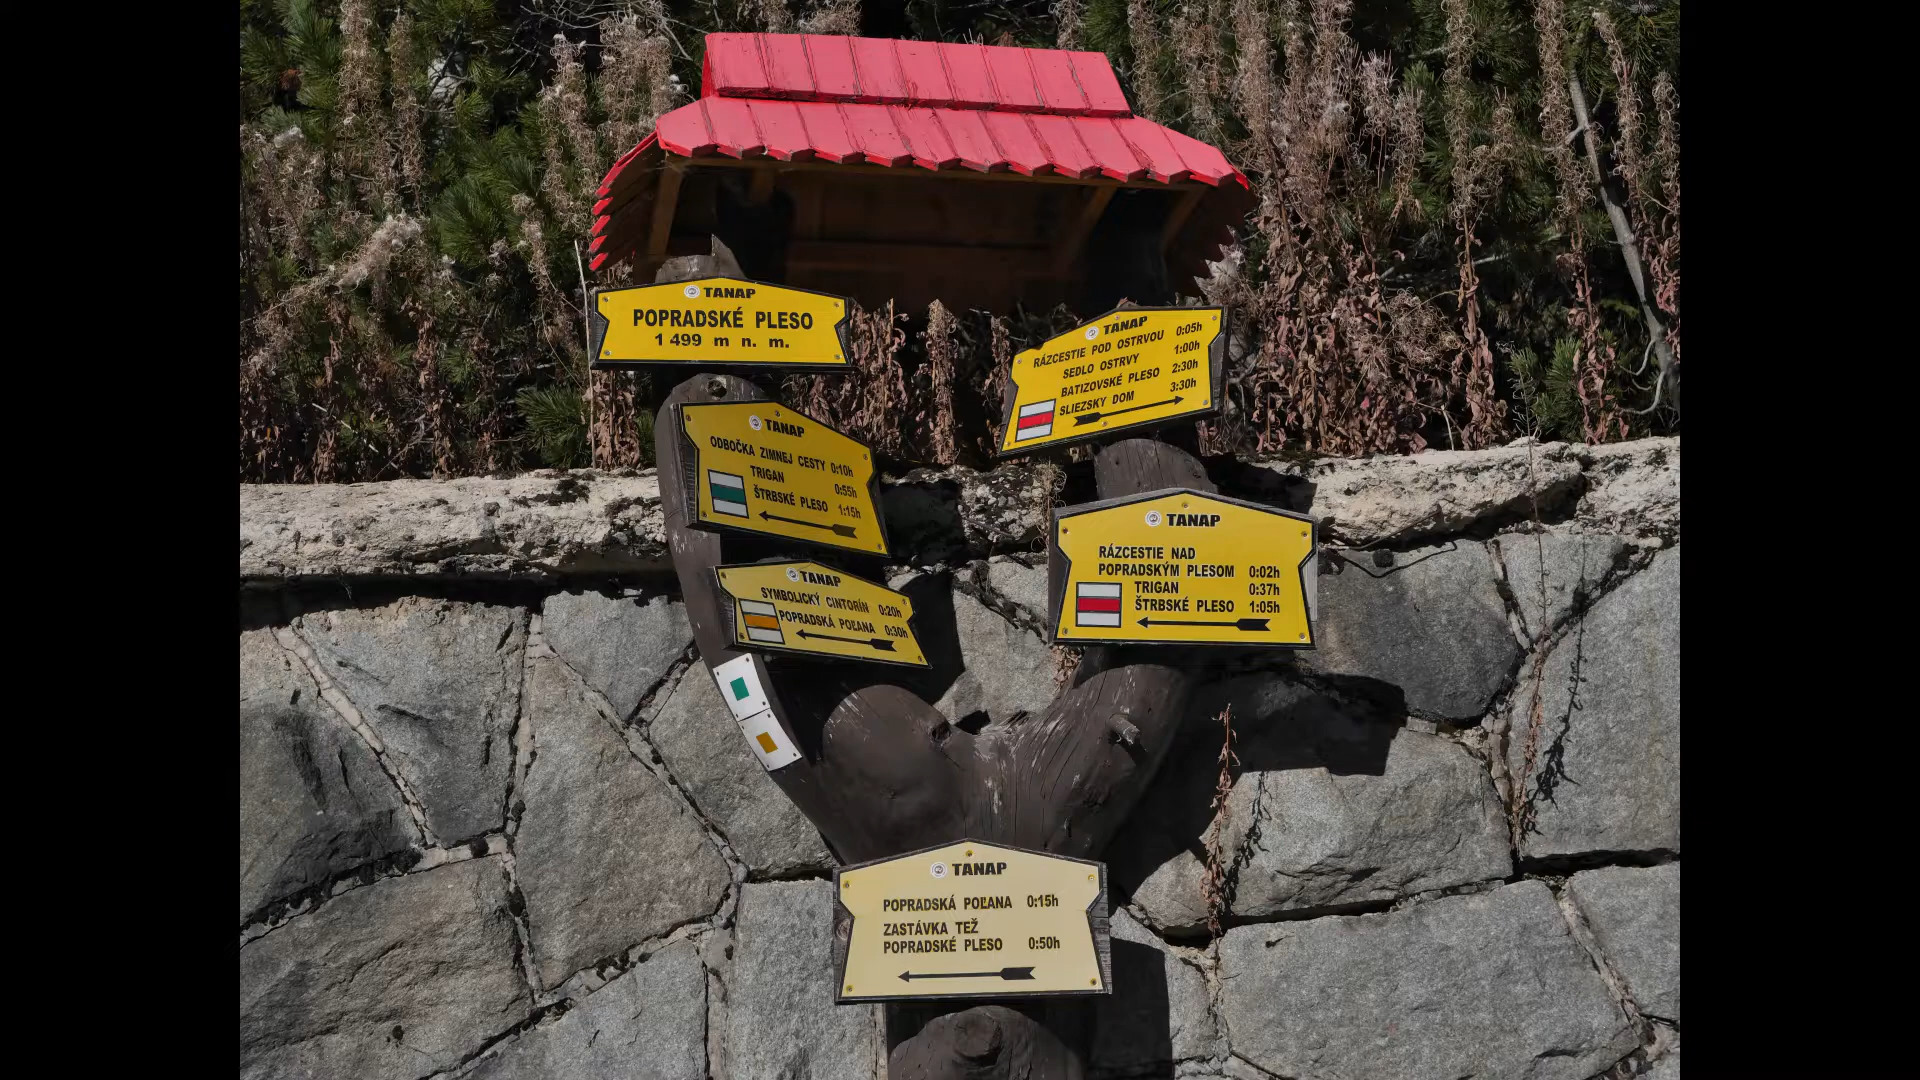 TANAP
POPRADSKÉ PLESO
1 499 m n. m.
TANAP
RÁZCESTIE POD OSTRVOU 0:05h
SEDLO OSTRVY 1:00h
BATIZOVSKÉ PLESO 2:30h
SLIEZSKY DOM 3:30h
TANAP
ODBOČKA ZIMNEJ CESTY 0:10h
TRIGAN 0:55h
ŠTRBSKÉ PLESO 1:15h
TANAP
RÁZCESTIE NAD
POPRADSKÝM PLESOM 0:02h
TRIGAN 0:37h
ŠTRBSKÉ PLESO 1:05h
TANAP
SYMBOLICKÝ CINTORÍN 0:20h
POPRADSKÁ POĽANA 0:30h
TANAP
POPRADSKÁ POĽANA 0:15h
ZASTÁVKA TEŽ
POPRADSKÉ PLESO 0:50h